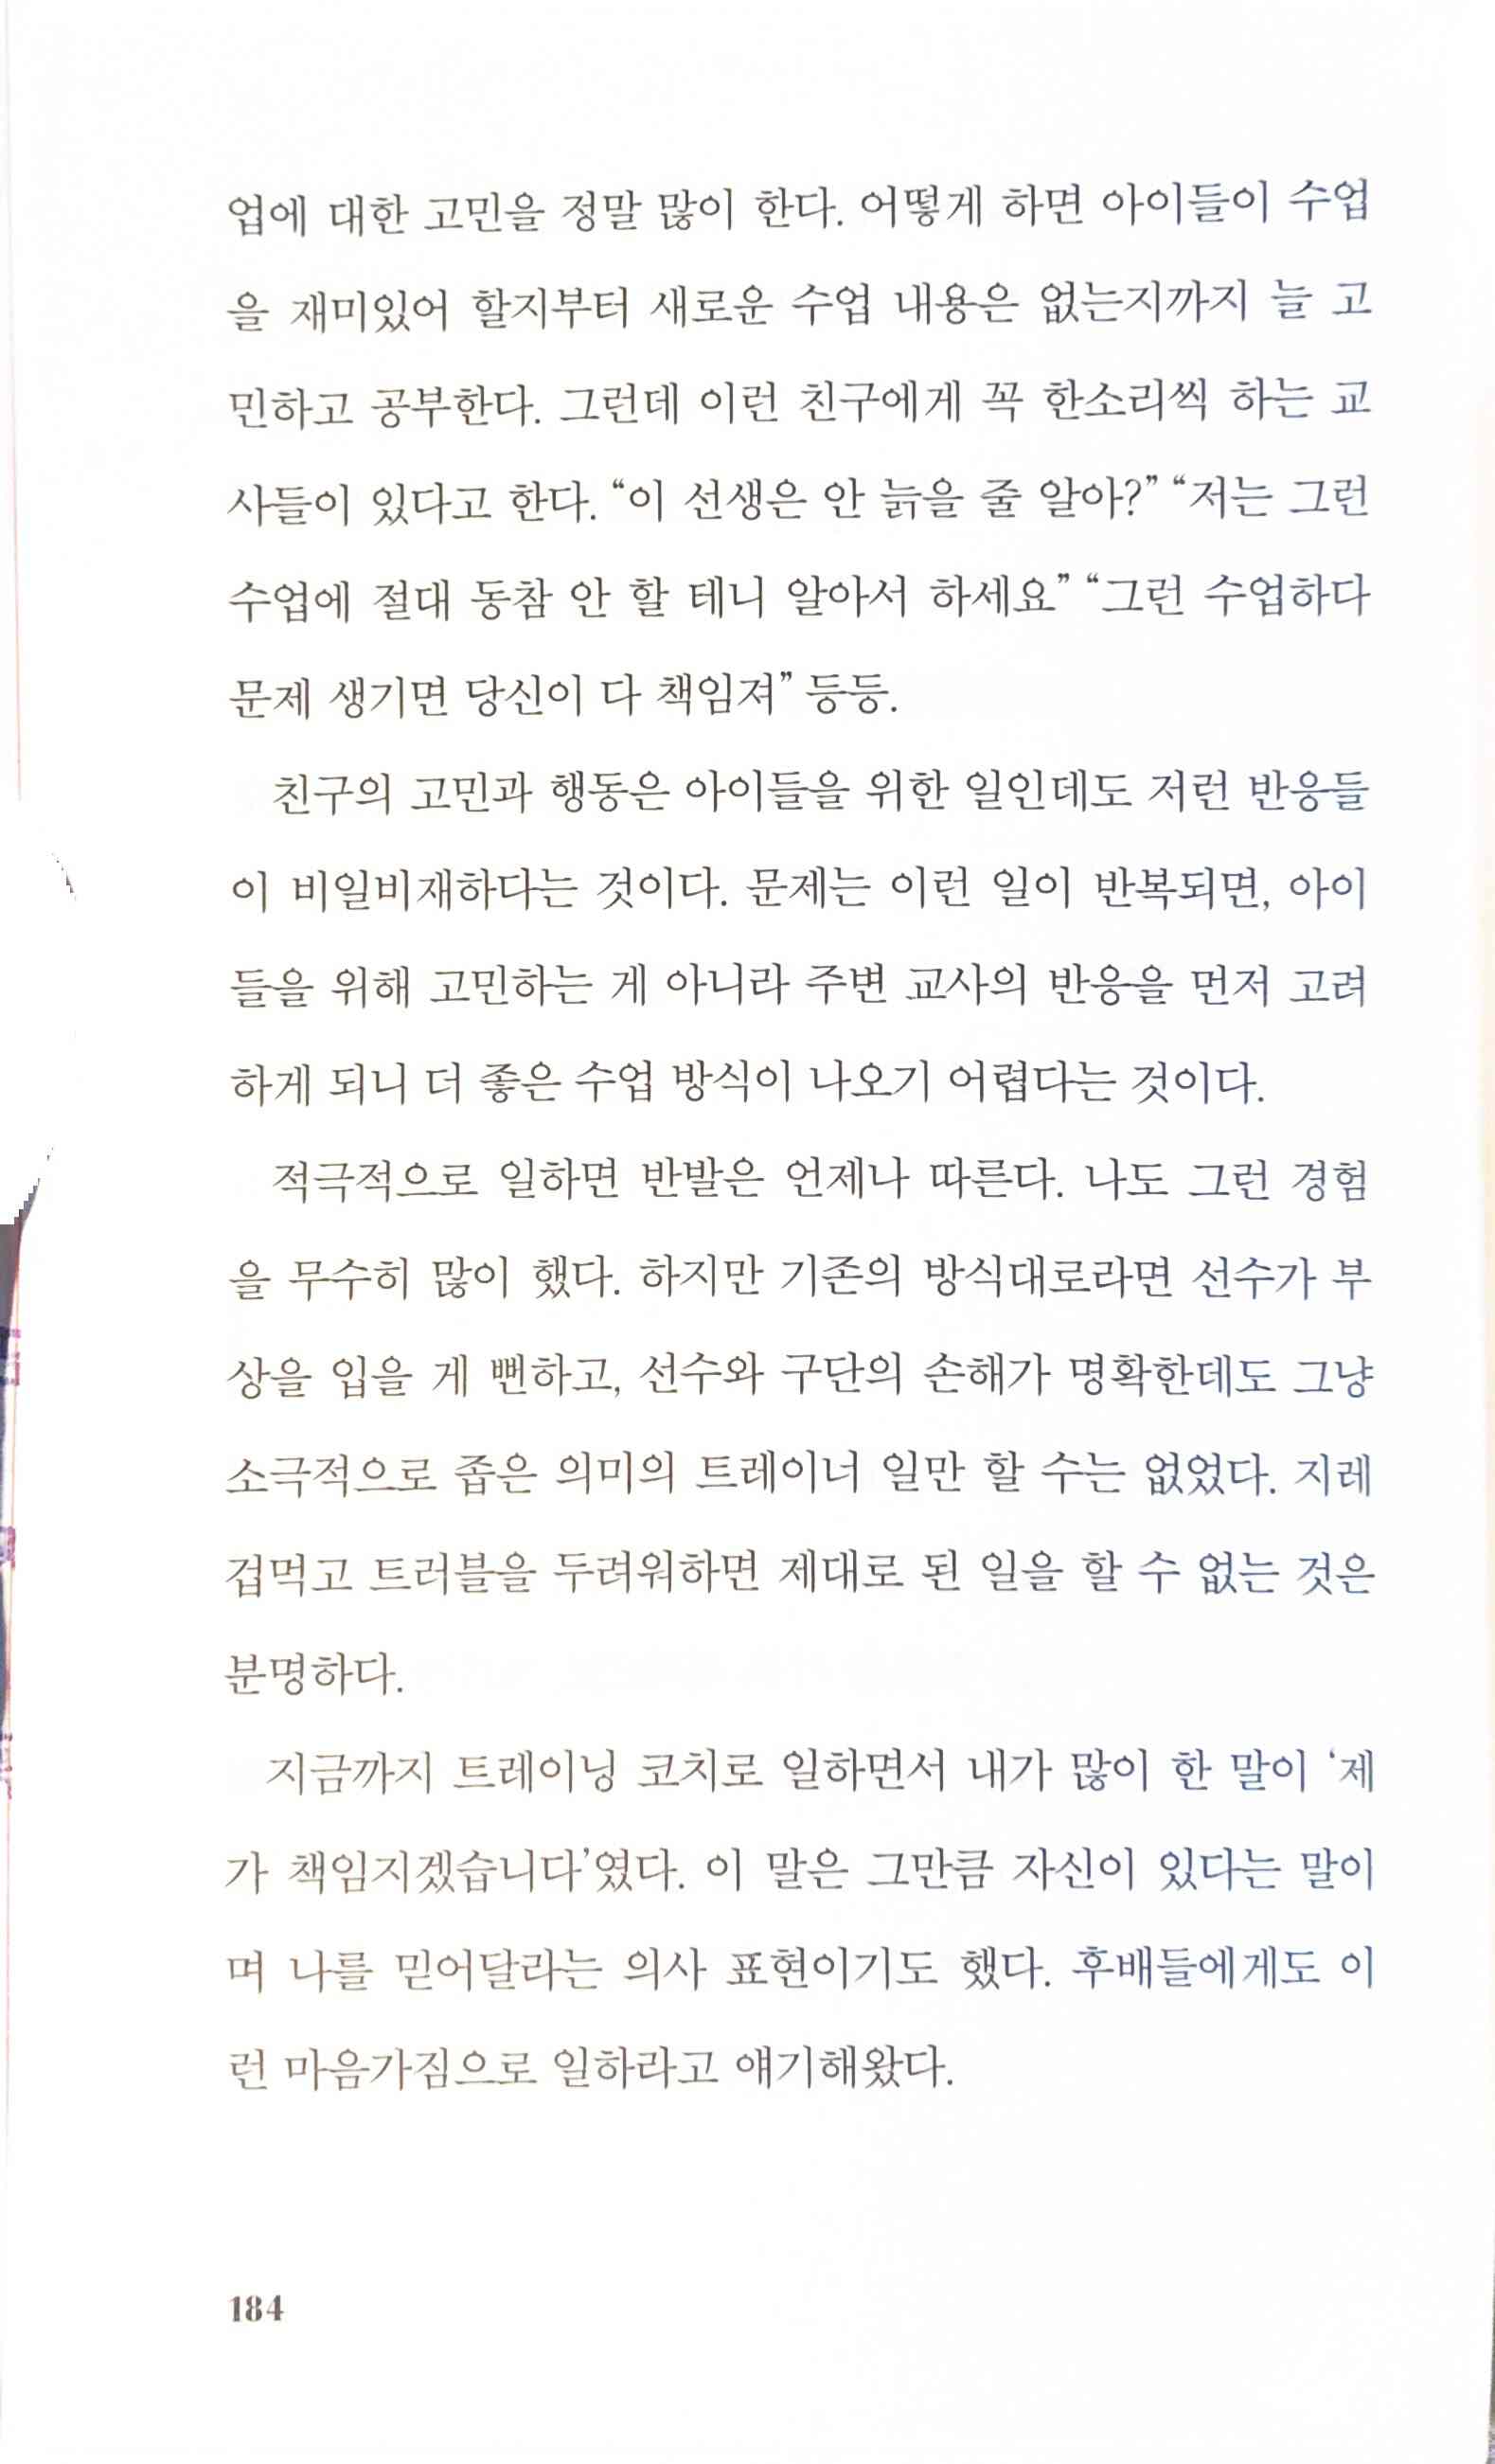 업에 대한 고민을 정말 많이 한다. 어떻게 하면 아이들이 수업
을 재미있어 할지부터 새로운 수업 내용은 없는지까지 늘 고
민하고 공부한다. 그런데 이런 친구에게 꼭 한소리씩 하는 교
사들이 있다고 한다. “이 선생은 안 늙을 줄 알아?” “저는 그런
수업에 절대 동참 안 할 테니 알아서 하세요” “그런 수업하다
문제 생기면 당신이 다 책임져” 등등.
친구의 고민과 행동은 아이들을 위한 일인데도 저런 반응들
이 비일비재하다는 것이다. 문제는 이런 일이 반복되면, 아이
들을 위해 고민하는 게 아니라 주변 교사의 반응을 먼저 고려
하게 되니 더 좋은 수업 방식이 나오기 어렵다는 것이다.
적극적으로 일하면 반발은 언제나 따른다. 나도 그런 경험
을 무수히 많이 했다. 하지만 기존의 방식대로라면 선수가 부
상을 입을 게 뻔하고, 선수와 구단의 손해가 명확한데도 그냥
소극적으로 좁은 의미의 트레이너 일만 할 수는 없었다. 지레
겁먹고 트러블을 두려워하면 제대로 된 일을 할 수 없는 것은
분명하다.
지금까지 트레이닝 코치로 일하면서 내가 많이 한 말이 ‘제
가 책임지겠습니다’였다. 이 말은 그만큼 자신이 있다는 말이
며 나를 믿어달라는 의사 표현이기도 했다. 후배들에게도 이
런 마음가짐으로 일하라고 얘기해왔다.
184